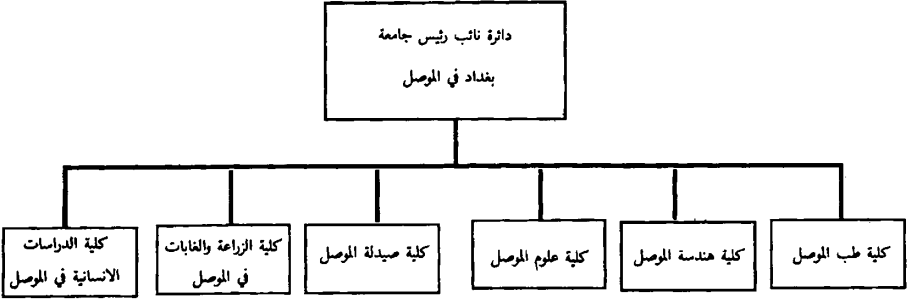 دائرة نائب رئيس جامعة
بغداد في الموصل
كلية طب الموصل
كلية هندسة الموصل
كلية علوم الموصل
كلية صيدلة الموصل
كلية الزراعة والغابات
في الموصل
كلية الدراسات
الانسانية في الموصل